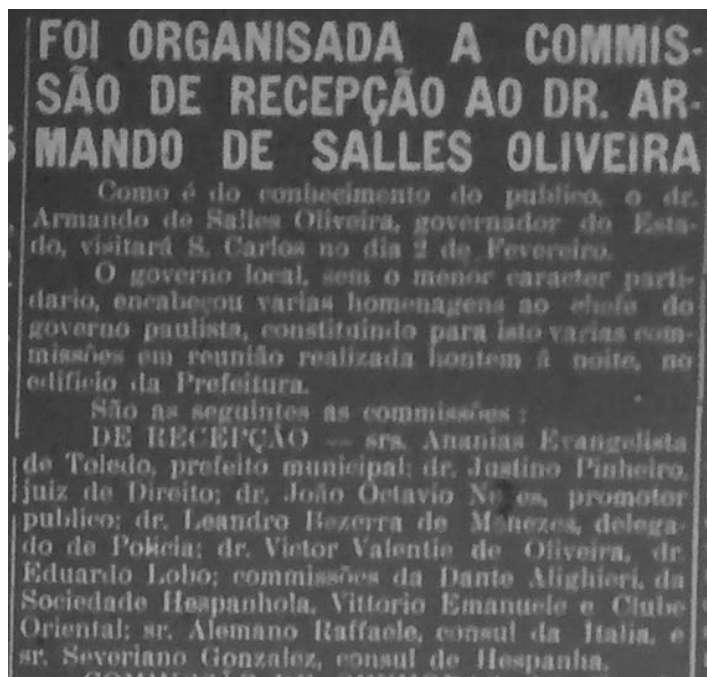 FOI ORGANISADA A COMMIS-
SÃO DE RECEPÇÃO AO DR. AR-
MANDO DE SALLES OLIVEIRA
Como é do conhecimento do publico, o dr.
Armando de Salles Oliveira, governador do Esta-
do, visitará S. Carlos no dia 2 de Fevereiro.
O governo local, sem o menor caracter parti-
dario, encabeçou varias homenagens ao chefe do
governo paulista, constituindo para isto varias com-
missões em reunião realizada hontem á noite, no
edificio da Prefeitura.
São as seguintes as commissões:
DE RECEPÇÃO — srs. Ananias Evangelista
de Toledo, prefeito municipal; dr. Justino Pinheiro,
juiz de Direito; dr. João Octavio promotor
publico; dr. Leandro Bezerra de Menezes, delega-
do de Policia; dr. Victor Valentie de Oliveira, dr.
Eduardo Lobo; commissões da Dante Alighieri, da
Sociedade Hespanhola, Vittorio Emanuele e Clube
Oriental; sr. Alemano Raffaele, consul da Italia, e
sr. Severiano Gonzalez, consul de Hespanha.